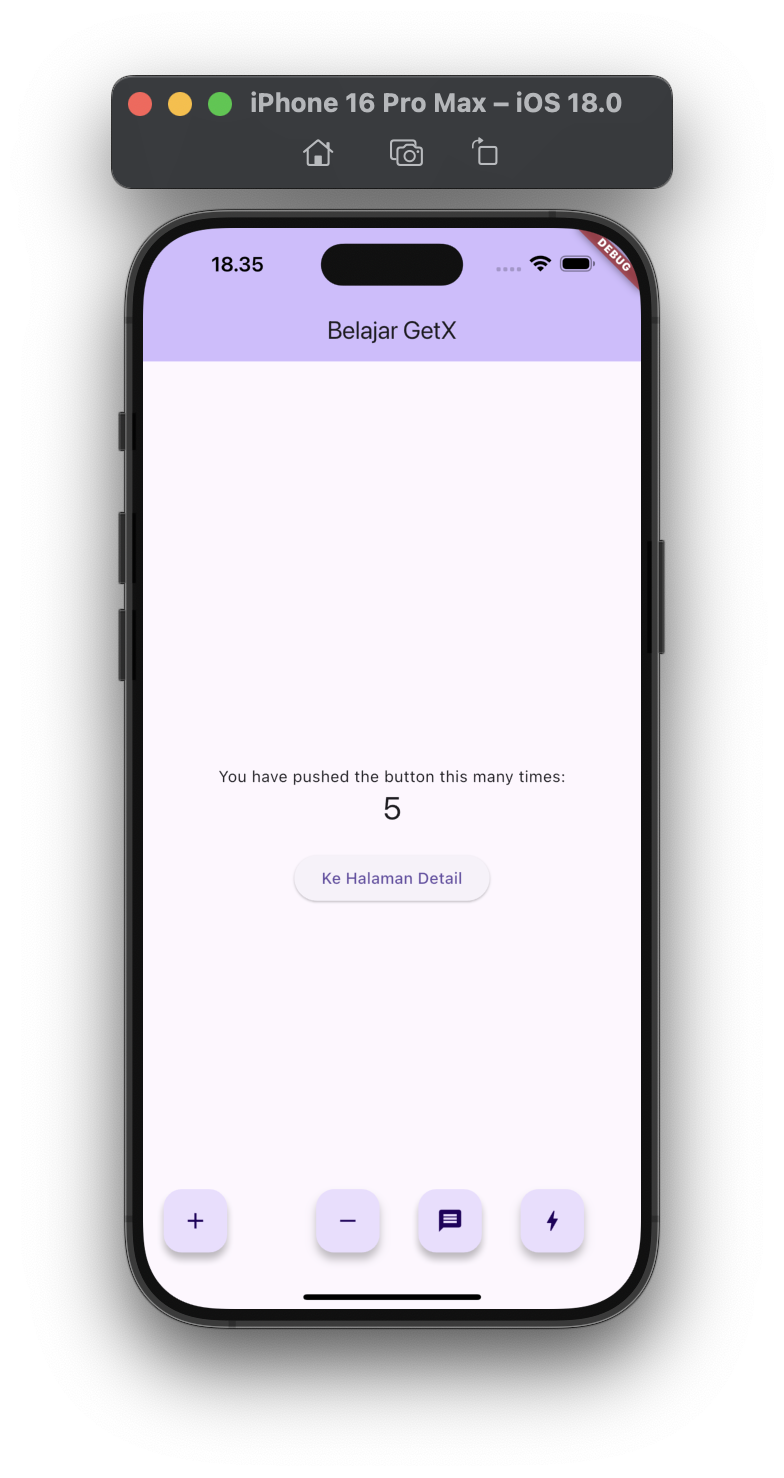 iPhone 16 Pro Max – iOS 18.0
18.35
DEBUG
Belajar GetX
You have pushed the button this many times:
5
Ke Halaman Detail